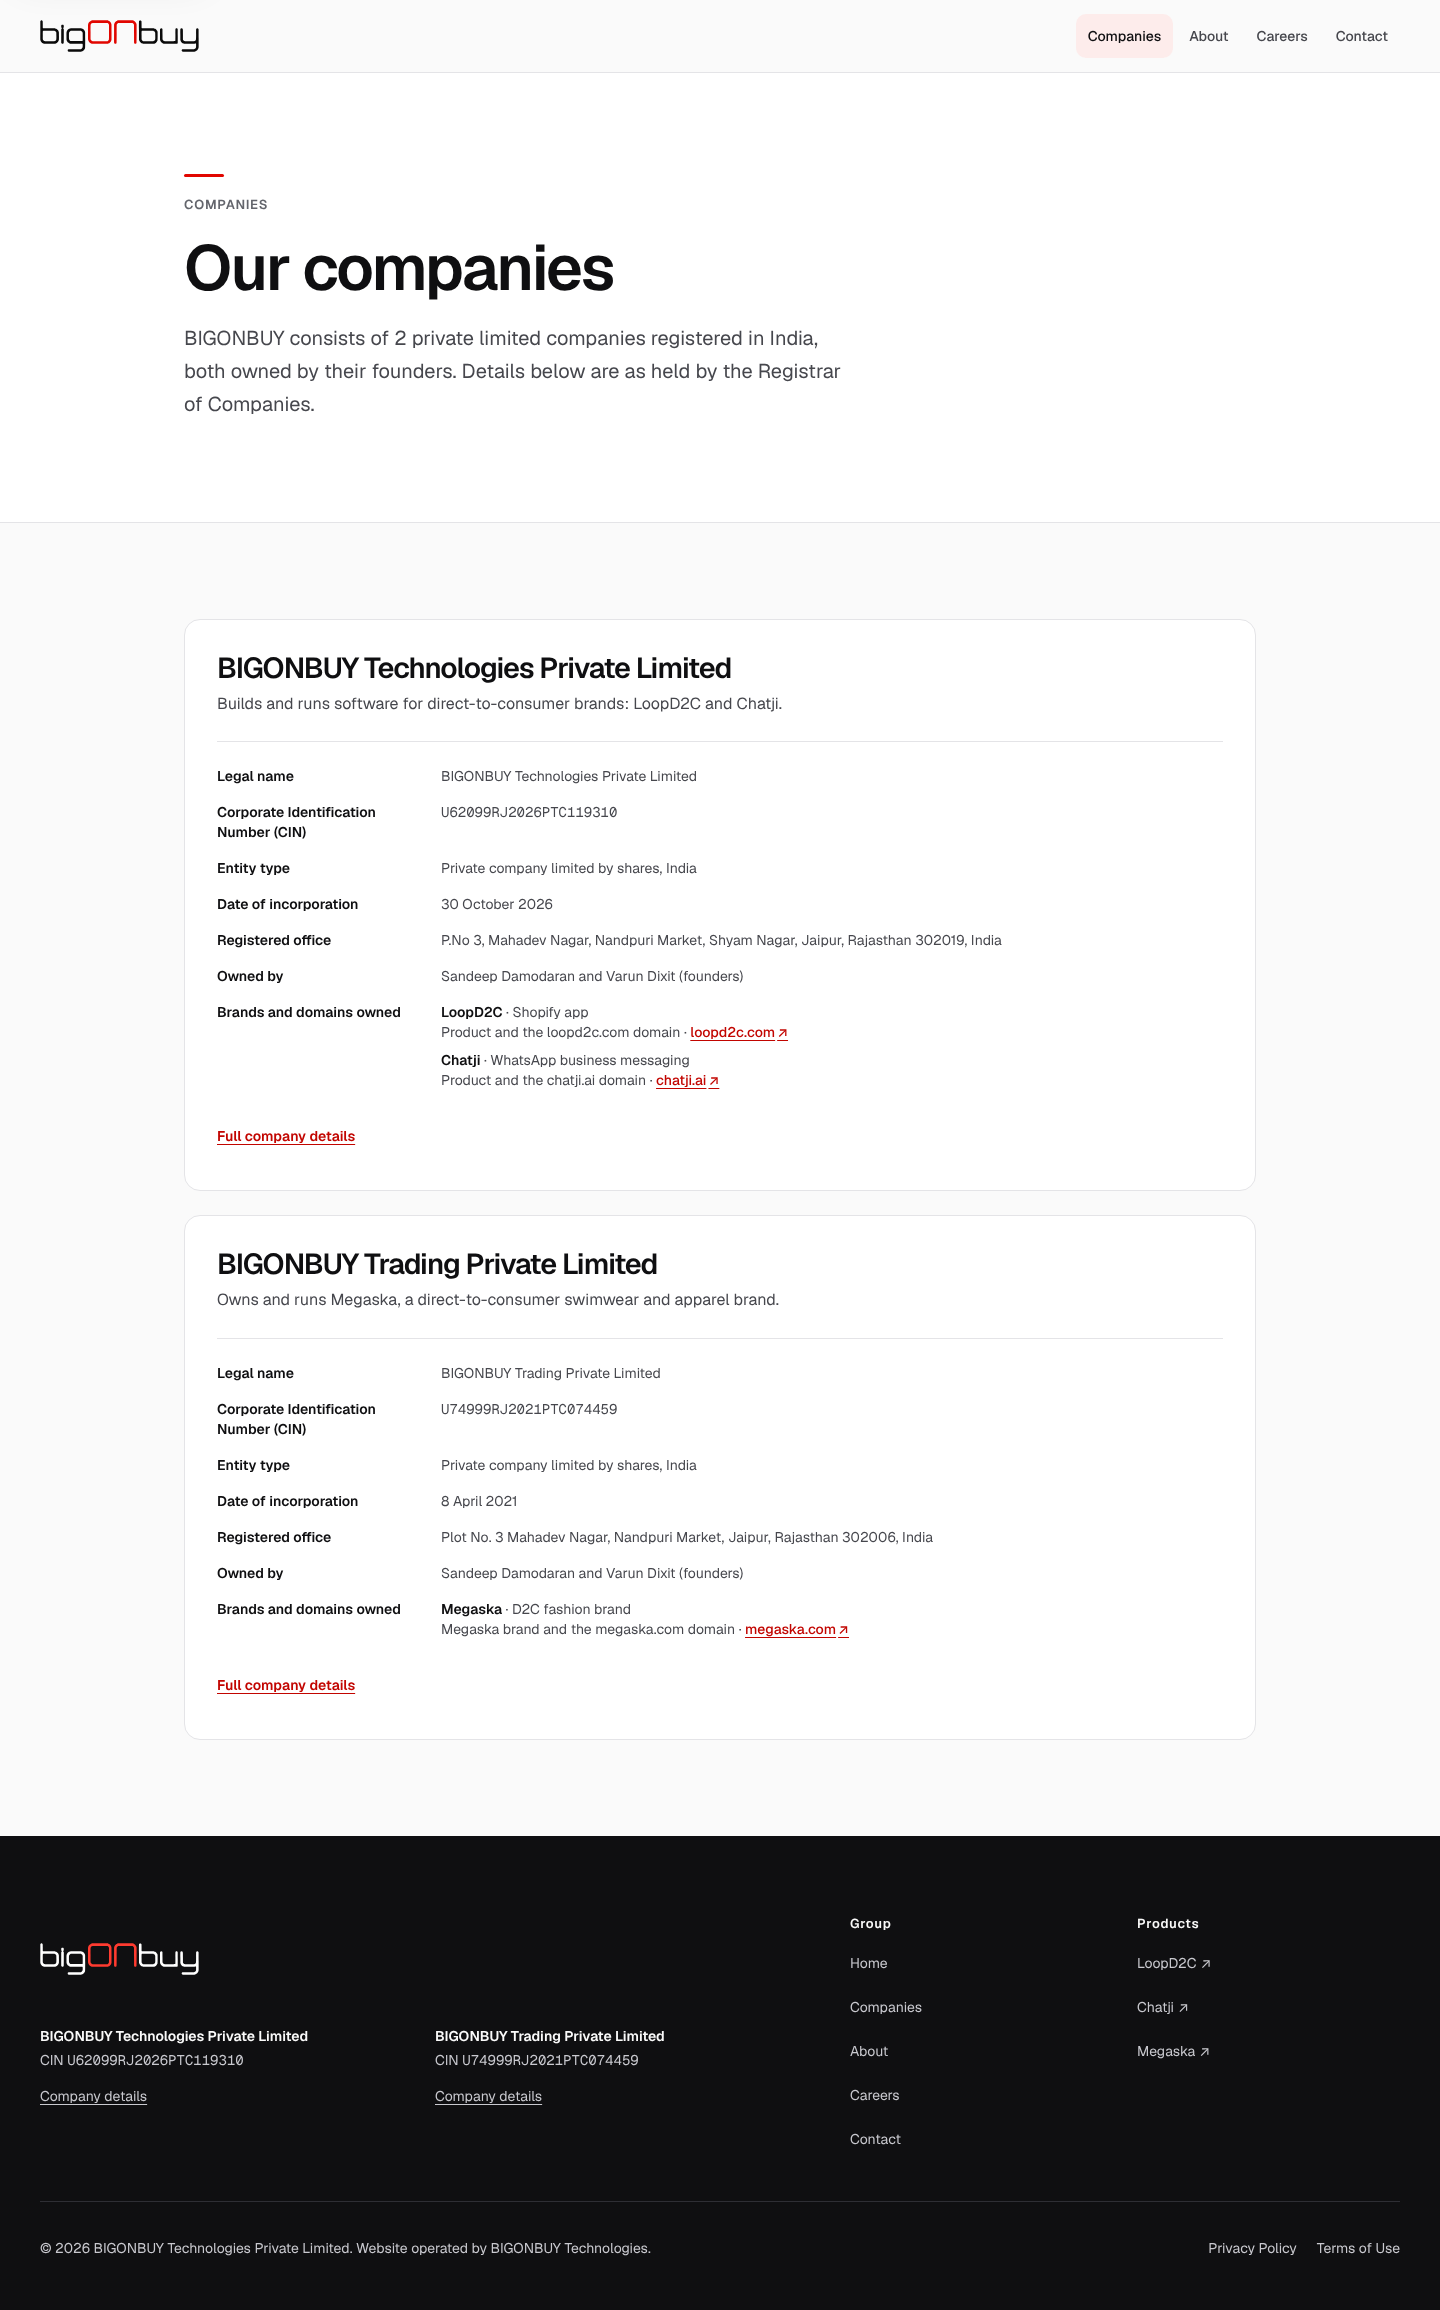 bigONbuy
Companies About Careers Contact
COMPANIES
Our companies
BIGONBUY consists of 2 private limited companies registered in India,
both owned by their founders. Details below are as held by the Registrar
of Companies.
BIGONBUY Technologies Private Limited
Builds and runs software for direct-to-consumer brands: LoopD2C and Chatji.
Legal name BIGONBUY Technologies Private Limited
Corporate Identification
Number (CIN) U62099RJ2026PTC119310
Entity type Private company limited by shares, India
Date of incorporation 30 October 2026
Registered office P.No 3, Mahadev Nagar, Nandpuri Market, Shyam Nagar, Jaipur, Rajasthan 302019, India
Owned by Sandeep Damodaran and Varun Dixit (founders)
Brands and domains owned LoopD2C · Shopify app
Product and the loopd2c.com domain · loopd2c.com ↗
Chatji · WhatsApp business messaging
Product and the chatji.ai domain · chatji.ai ↗
Full company details
BIGONBUY Trading Private Limited
Owns and runs Megaska, a direct-to-consumer swimwear and apparel brand.
Legal name BIGONBUY Trading Private Limited
Corporate Identification
Number (CIN) U74999RJ2021PTC074459
Entity type Private company limited by shares, India
Date of incorporation 8 April 2021
Registered office Plot No. 3 Mahadev Nagar, Nandpuri Market, Jaipur, Rajasthan 302006, India
Owned by Sandeep Damodaran and Varun Dixit (founders)
Brands and domains owned Megaska · D2C fashion brand
Megaska brand and the megaska.com domain · megaska.com ↗
Full company details
bigONbuy
BIGONBUY Technologies Private Limited
CIN U62099RJ2026PTC119310
Company details
BIGONBUY Trading Private Limited
CIN U74999RJ2021PTC074459
Company details
Group
Home
Companies
About
Careers
Contact
Products
LoopD2C ↗
Chatji ↗
Megaska ↗
© 2026 BIGONBUY Technologies Private Limited. Website operated by BIGONBUY Technologies.
Privacy Policy Terms of Use